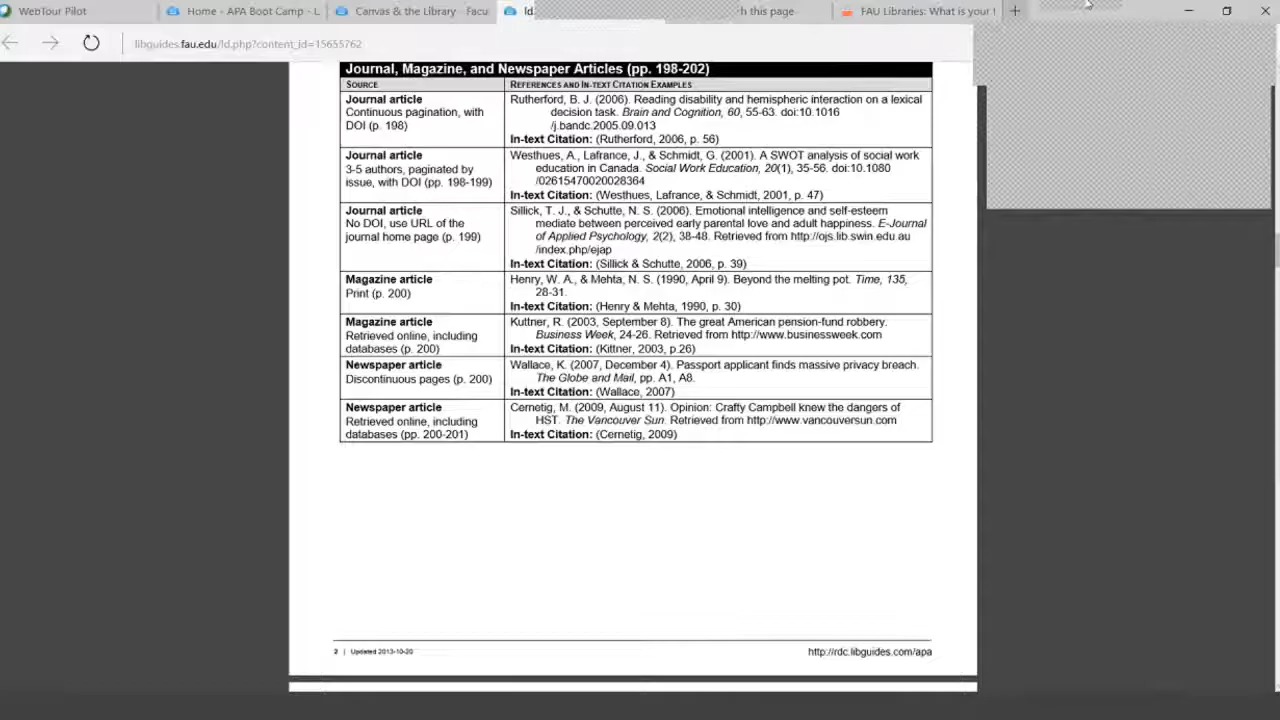 WebTour Pilot
Home - APA Boot Camp - L
Canvas & the Library - Facul
h this page
FAU Libraries: What is your
libguides.fau.edu/ld.php?content_id=15655762
Journal, Magazine, and Newspaper Articles (pp. 198-202)
SOURCE
REFERENCES AND IN-TEXT CITATION EXAMPLES
Journal article
Continuous pagination, with
DOI (p. 198)
Rutherford, B. J. (2006). Reading disability and hemispheric interaction on a lexical
decision task. Brain and Cognition, 60, 55-63. doi:10.1016
/j.bandc.2005.09.013
In-text Citation: (Rutherford, 2006, p. 56)
Journal article
3-5 authors, paginated by
issue, with DOI (pp. 198-199)
Westhues, A., Lafrance, J., & Schmidt, G. (2001). A SWOT analysis of social work
education in Canada. Social Work Education, 20(1), 35-56. doi:10.1080
/02615470020028364
In-text Citation: (Westhues, Lafrance, & Schmidt, 2001, p. 47)
Journal article
No DOI, use URL of the
journal home page (p. 199)
Sillick, T. J., & Schutte, N. S. (2006). Emotional intelligence and self-esteem
mediate between perceived early parental love and adult happiness. E-Journal
of Applied Psychology, 2(2), 38-48. Retrieved from http://ojs.lib.swin.edu.au
/index.php/ejap
In-text Citation: (Sillick & Schutte, 2006, p. 39)
Magazine article
Print (p. 200)
Henry, W. A., & Mehta, N. S. (1990, April 9). Beyond the melting pot. Time, 135,
28-31.
In-text Citation: (Henry & Mehta, 1990, p. 30)
Magazine article
Retrieved online, including
databases (p. 200)
Kuttner, R. (2003, September 8). The great American pension-fund robbery.
Business Week, 24-26. Retrieved from http://www.businessweek.com
In-text Citation: (Kittner, 2003, p.26)
Newspaper article
Discontinuous pages (p. 200)
Wallace, K. (2007, December 4). Passport applicant finds massive privacy breach.
The Globe and Mail, pp. A1, A8.
In-text Citation: (Wallace, 2007)
Newspaper article
Retrieved online, including
databases (pp. 200-201)
Cernetig, M. (2009, August 11). Opinion: Crafty Campbell knew the dangers of
HST. The Vancouver Sun. Retrieved from http://www.vancouversun.com
In-text Citation: (Cernetig, 2009)
2 | Updated 2013-10-20
http://rdc.libguides.com/apa